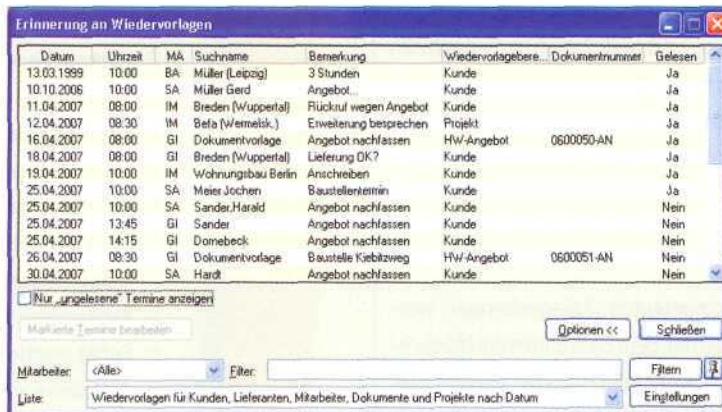 Erinnerung an Wiedervorlagen
Datum Uhrzeit MA Suchname Bemerkung Wiedervorlagebere... Dokumentnummer Gelesen
13.03.1999 10:00 BA Müller (Leipzig) 3 Stunden Kunde Ja
10.10.2006 10:00 SA Müller Gerd Angebot... Kunde Ja
11.04.2007 08:00 IM Breden (Wuppertal) Rückruf wegen Angebot Kunde Ja
12.04.2007 08:30 IM Beta (Wermelsk.) Erweiterung besprechen Projekt Ja
16.04.2007 08:00 GI Dokumentvorlage Angebot nachfassen HW-Angebot 0600050-AN Ja
18.04.2007 08:00 GI Breden (Wuppertal) Lieferung OK? Kunde Ja
19.04.2007 10:00 IM Wohnungsbau Berlin Anschreiben Kunde Ja
25.04.2007 10:00 SA Meier Jochen Baustellentermin Kunde Ja
25.04.2007 10:00 SA Sander,Harald Angebot nachfassen Kunde Nein
25.04.2007 13:45 GI Sander Angebot nachfassen Kunde Nein
25.04.2007 14:15 GI Dornebeck Angebot nachfassen Kunde Nein
26.04.2007 08:30 GI Dokumentvorlage Baustelle Kiebitzweg HW-Angebot 0600051-AN Nein
30.04.2007 10:00 SA Hardt Angebot nachfassen Kunde Nein
Nur „ungelesene" Termine anzeigen
Markierte Termine bearbeiten Optionen << Schließen
Mitarbeiter: <Alle> Filter: Filtern
Liste: Wiedervorlagen für Kunden, Lieferanten, Mitarbeiter, Dokumente und Projekte nach Datum Einstellungen